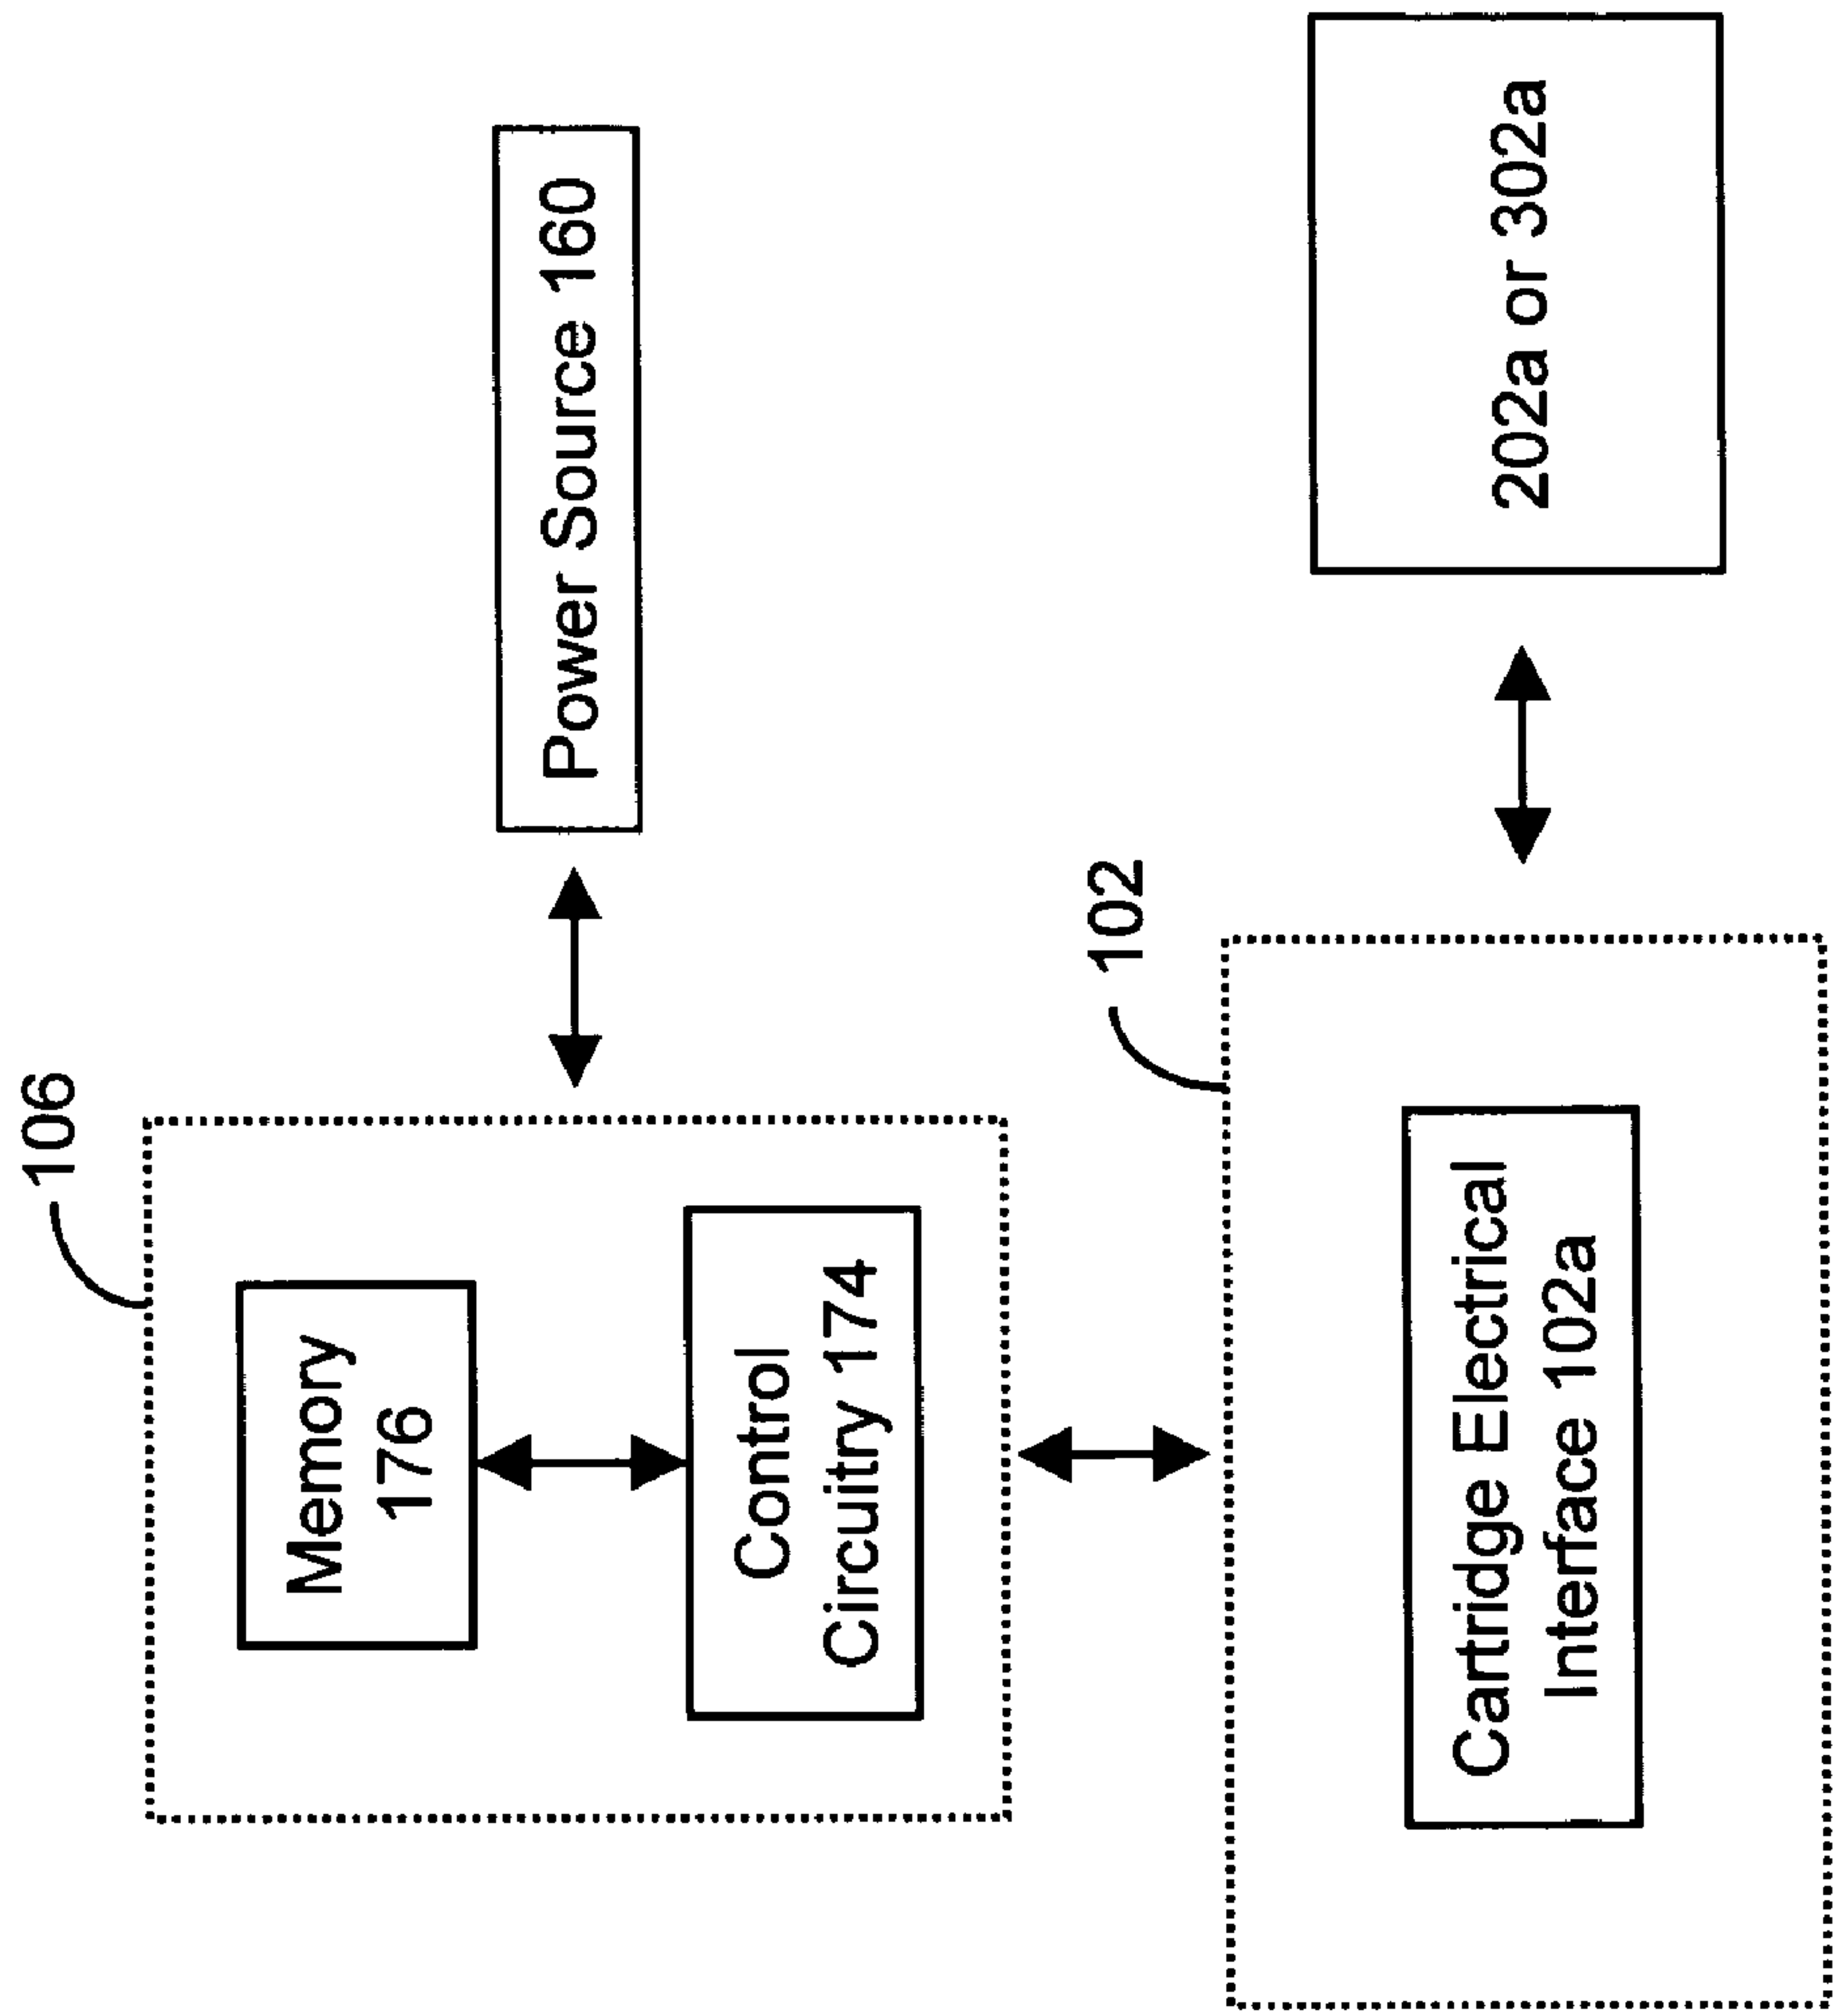 106
Memory
176
Control
Circuitry 174
Power Source 160
102
Cartridge Electrical
Interface 102a
202a or 302a